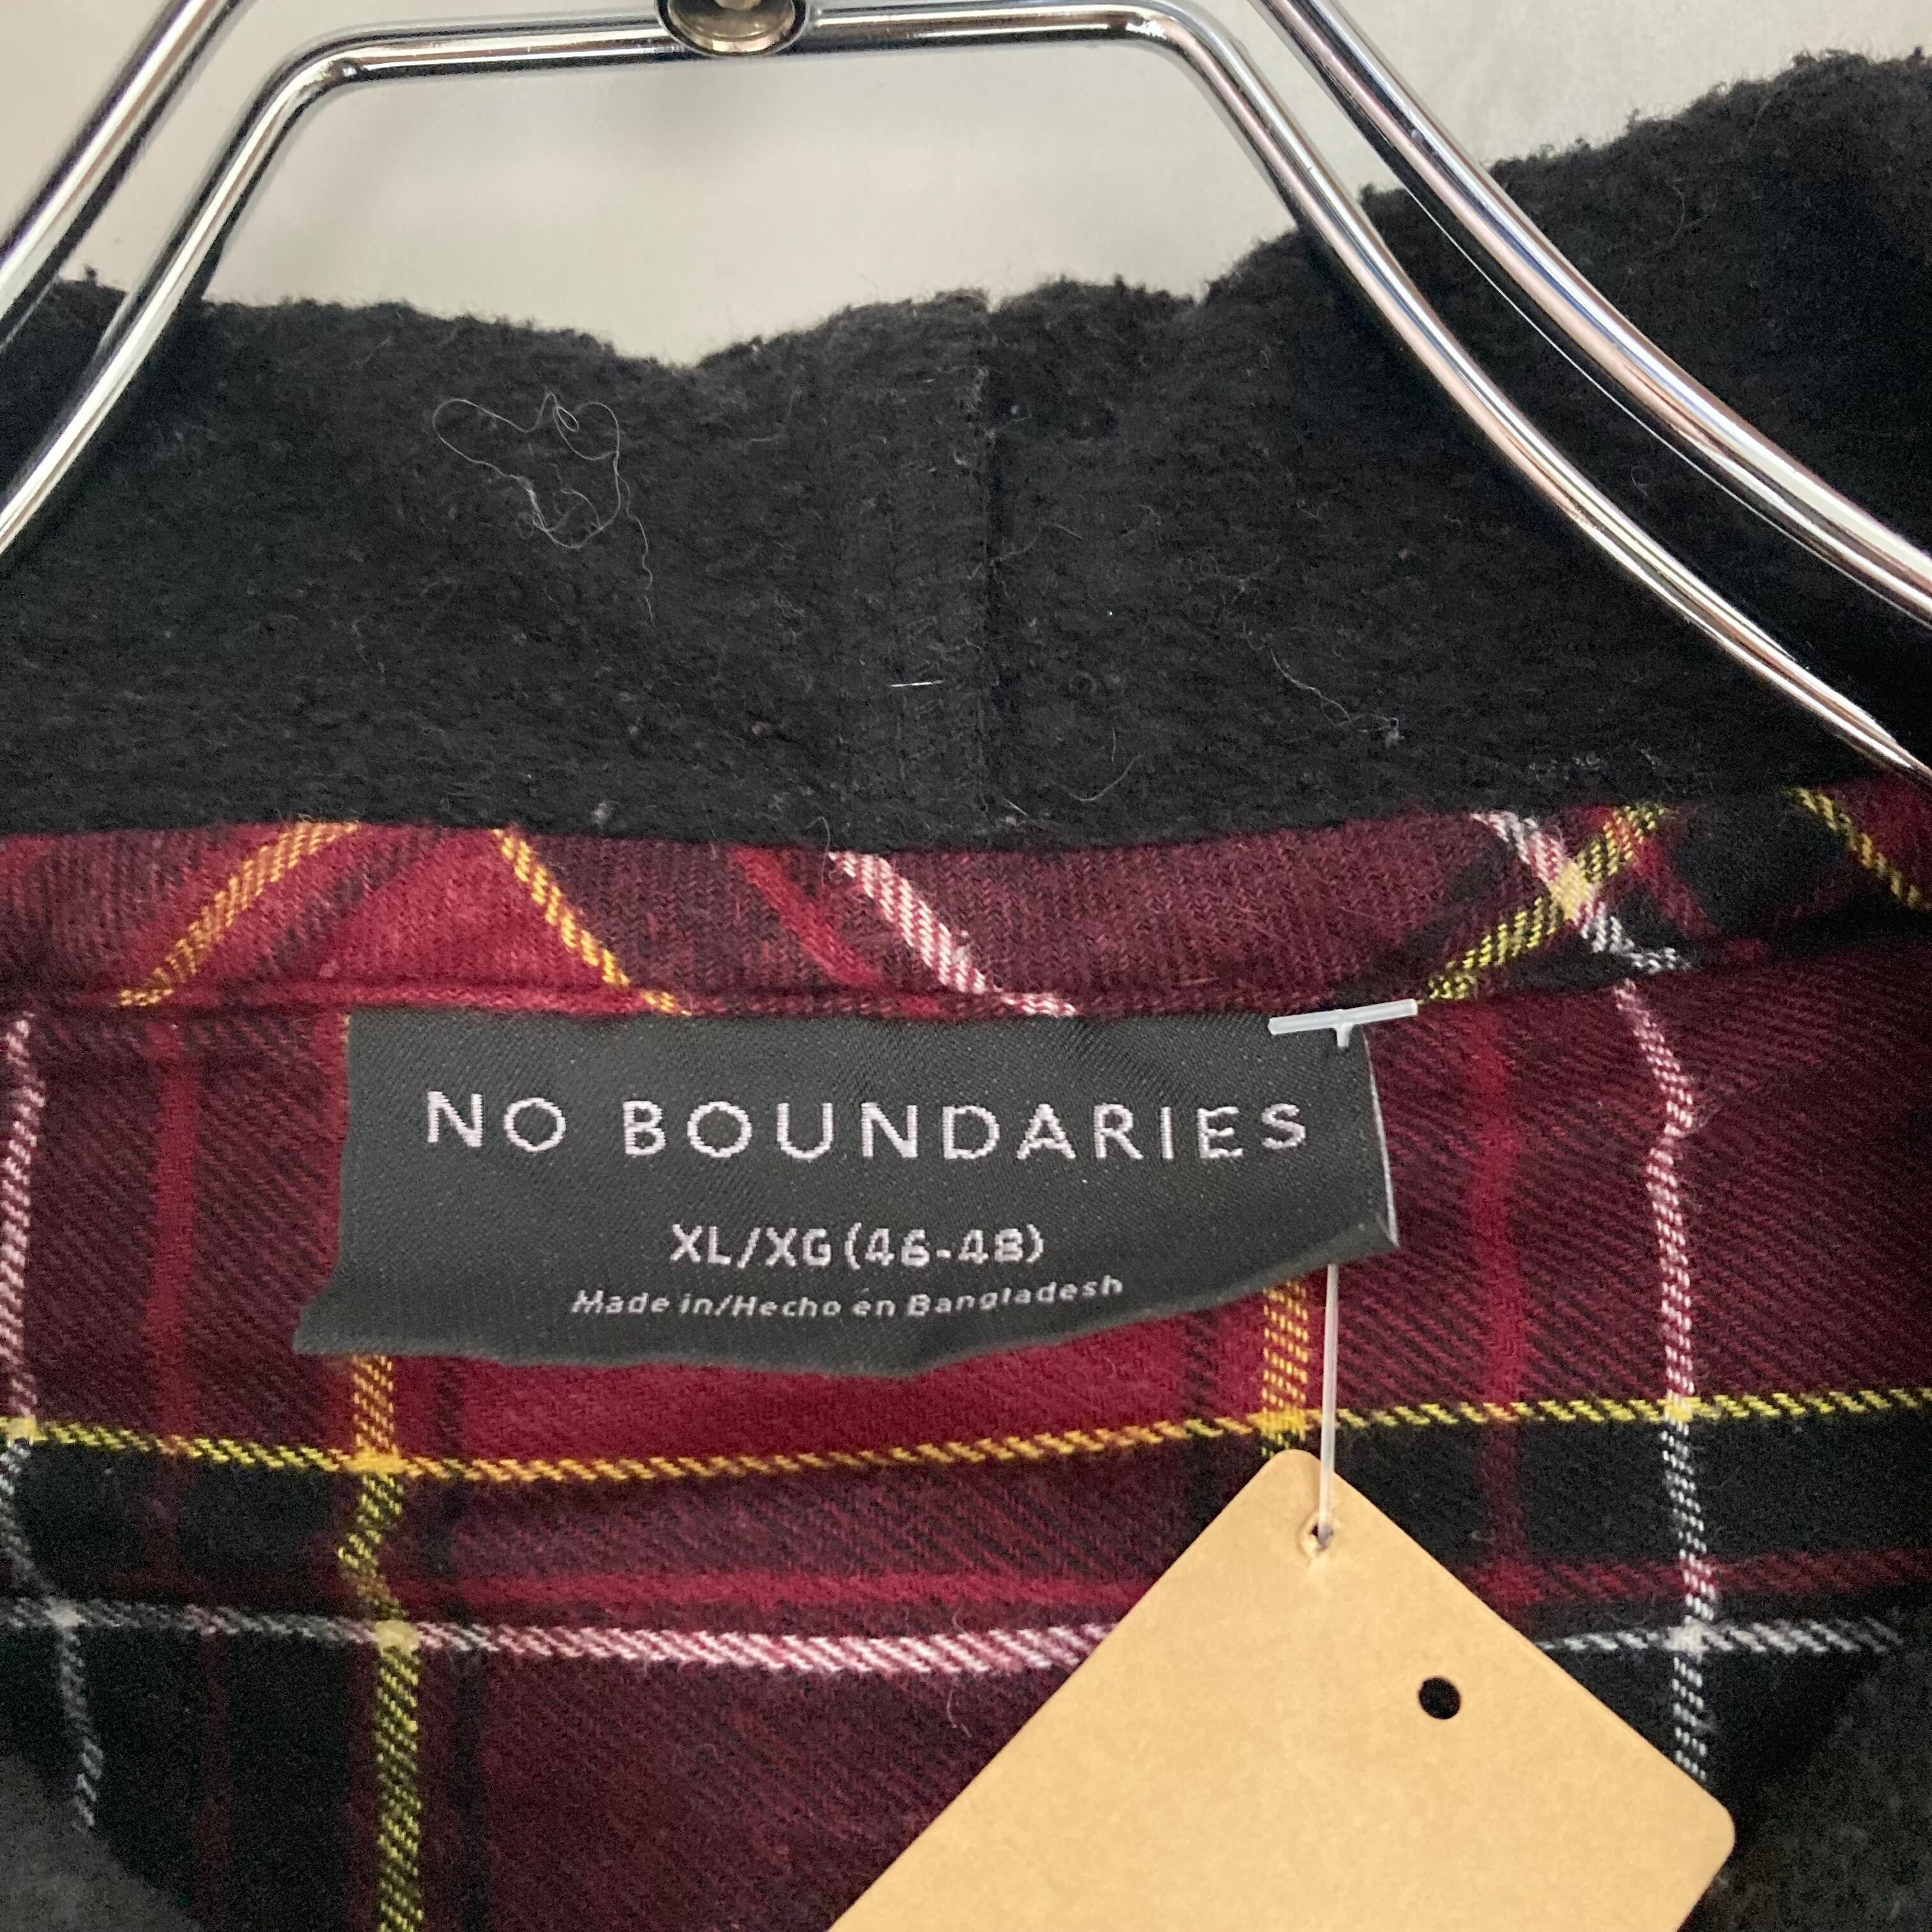 NO BOUNDARIES
XL/XG (46-48)
Made in/Hecho en Bangladesh